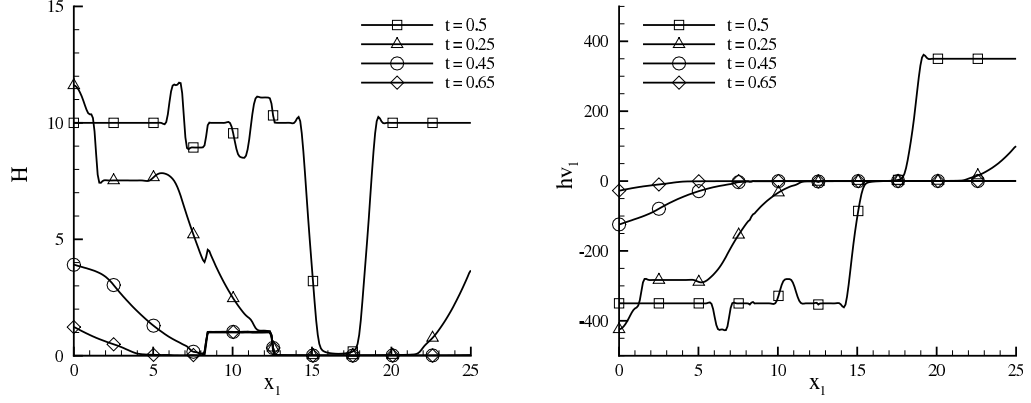 15
10
5
0
H
0 5 10 15 20 25
x1
t = 0.5
t = 0.25
t = 0.45
t = 0.65
400
200
0
-200
-400
hv1
0 5 10 15 20 25
x1
t = 0.5
t = 0.25
t = 0.45
t = 0.65